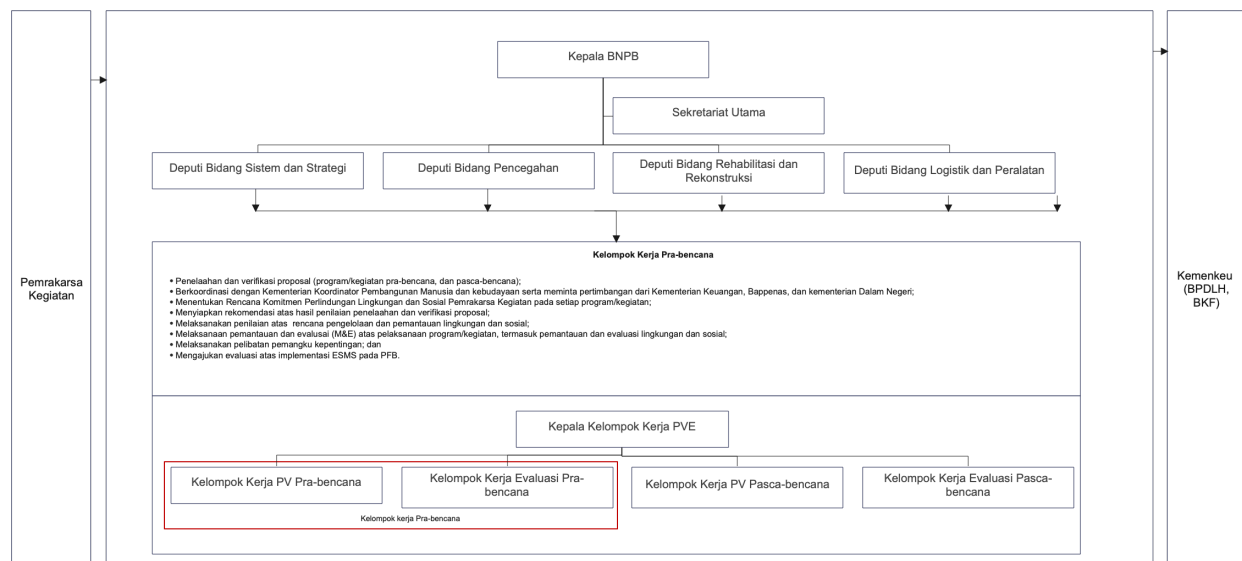 Pemrakarsa
Kegiatan
Kepala BNPB
Sekretariat Utama
Deputi Bidang Sistem dan Strategi
Deputi Bidang Pencegahan
Deputi Bidang Rehabilitasi dan
Rekonstruksi
Deputi Bidang Logistik dan Peralatan
Kelompok Kerja Pra-bencana
• Penelaahan dan verifikasi proposal (program/kegiatan pra-bencana, dan pasca-bencana);
• Berkoordinasi dengan Kementerian Koordinator Pembangunan Manusia dan kebudayaan serta meminta pertimbangan dari Kementerian Keuangan, Bappenas, dan kementerian Dalam Negeri;
• Menentukan Rencana Komitmen Perlindungan Lingkungan dan Sosial Pemrakarsa Kegiatan pada setiap program/kegiatan;
• Menyiapkan rekomendasi atas hasil penilaian penelaahan dan verifikasi proposal;
• Melaksanakan penilaian atas rencana pengelolaan dan pemantauan lingkungan dan sosial;
• Melaksanaan pemantauan dan evalusai (M&E) atas pelaksanaan program/kegiatan, termasuk pemantauan dan evaluasi lingkungan dan sosial;
• Melaksanakan pelibatan pemangku kepentingan; dan
• Mengajukan evaluasi atas implementasi ESMS pada PFB.
Kepala Kelompok Kerja PVE
Kelompok Kerja PV Pra-bencana
Kelompok Kerja Evaluasi Pra-
bencana
Kelompok Kerja PV Pasca-bencana
Kelompok Kerja Evaluasi Pasca-
bencana
Kelompok kerja Pra-bencana
Kemenkeu
(BPDLH,
BKF)